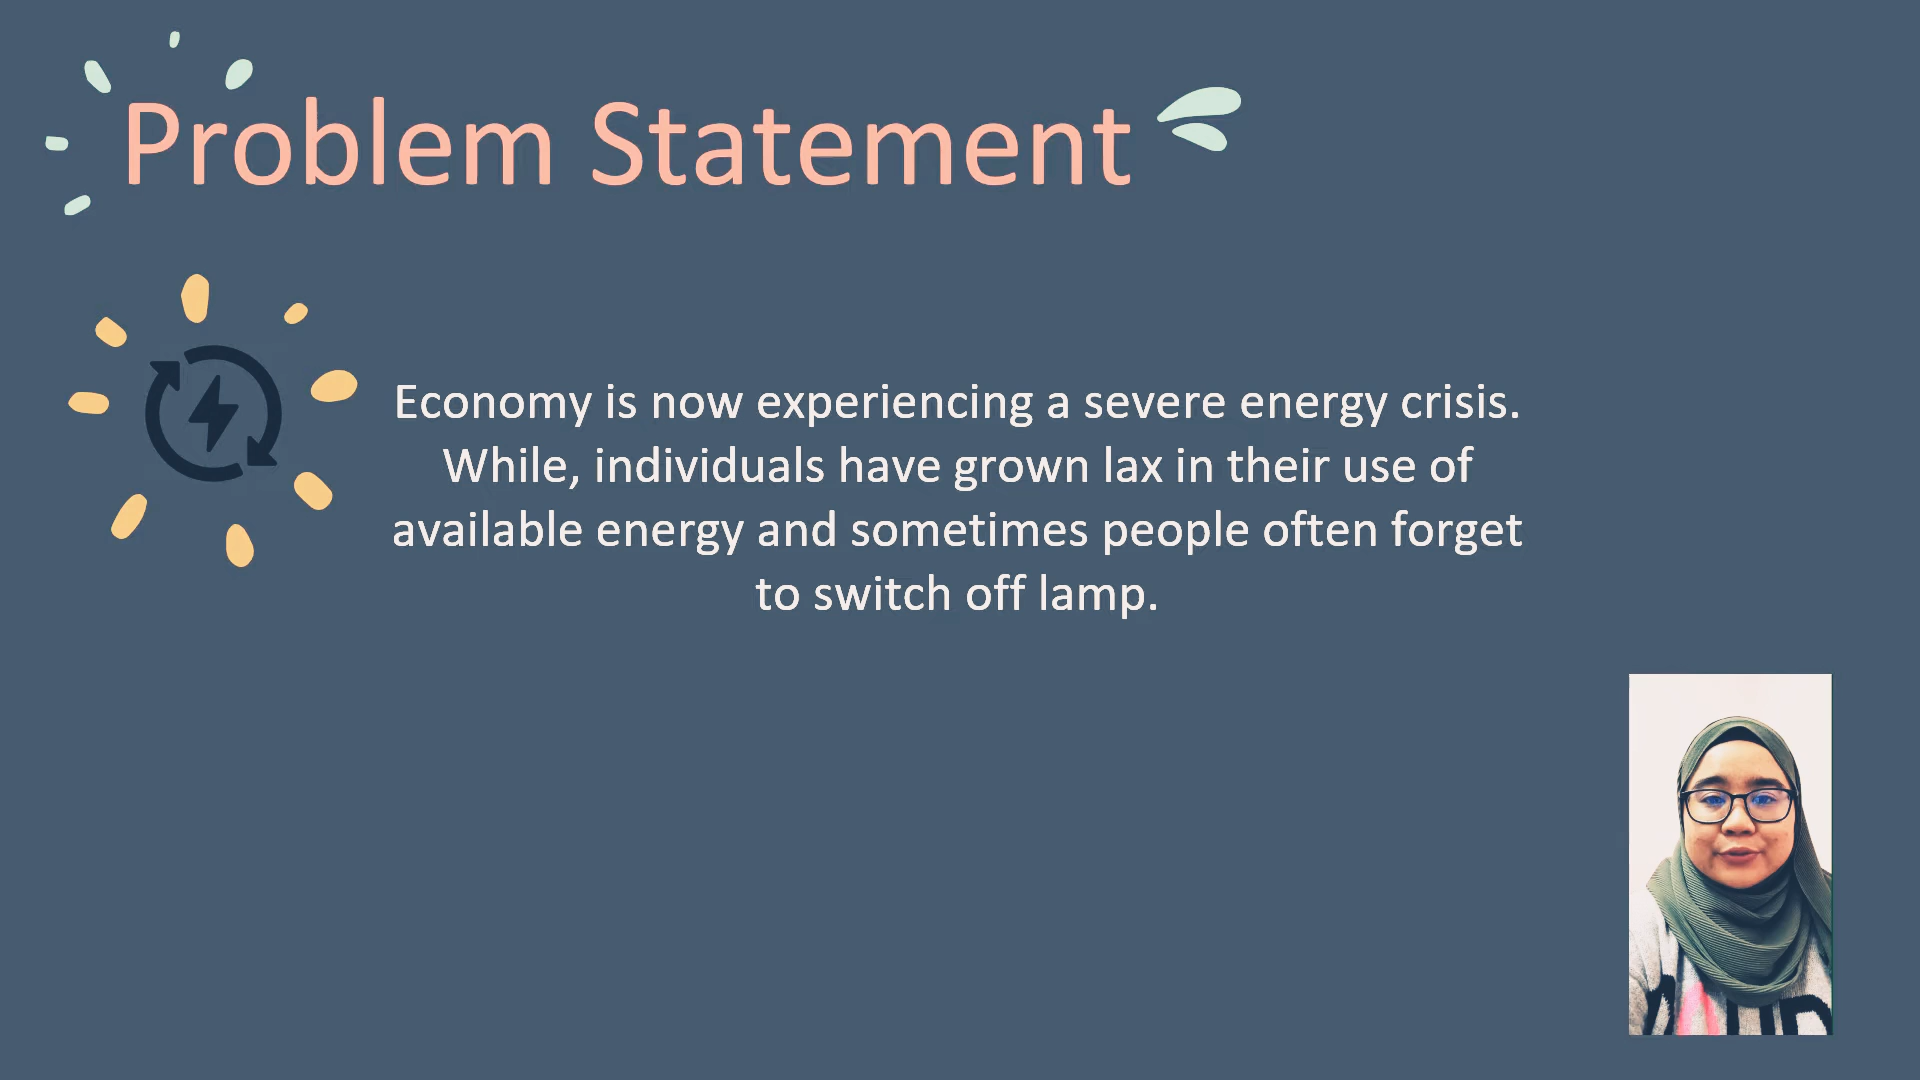 Problem Statement
Economy is now experiencing a severe energy crisis.
While, individuals have grown lax in their use of
available energy and sometimes people often forget
to switch off lamp.